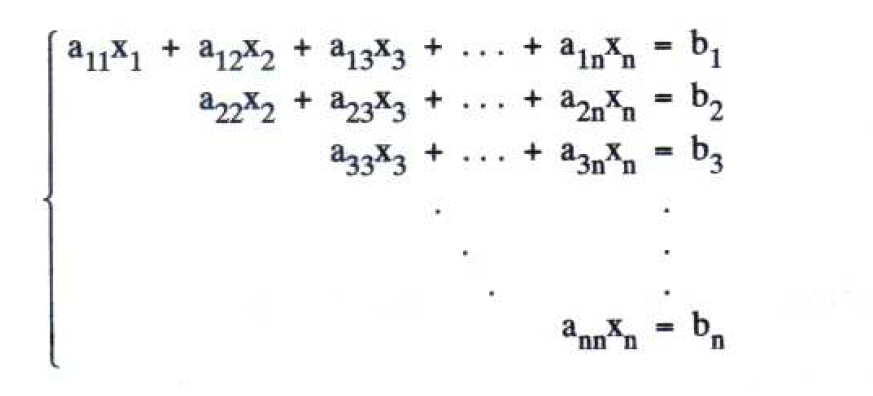 a₁₁x₁ + a₁₂x₂ + a₁₃x₃ + ... + a₁ₙxₙ = b₁
a₂₂x₂ + a₂₃x₃ + ... + a₂ₙxₙ = b₂
a₃₃x₃ + ... + a₃ₙxₙ = b₃
. .
. .
. .
aₙₙxₙ = bₙ